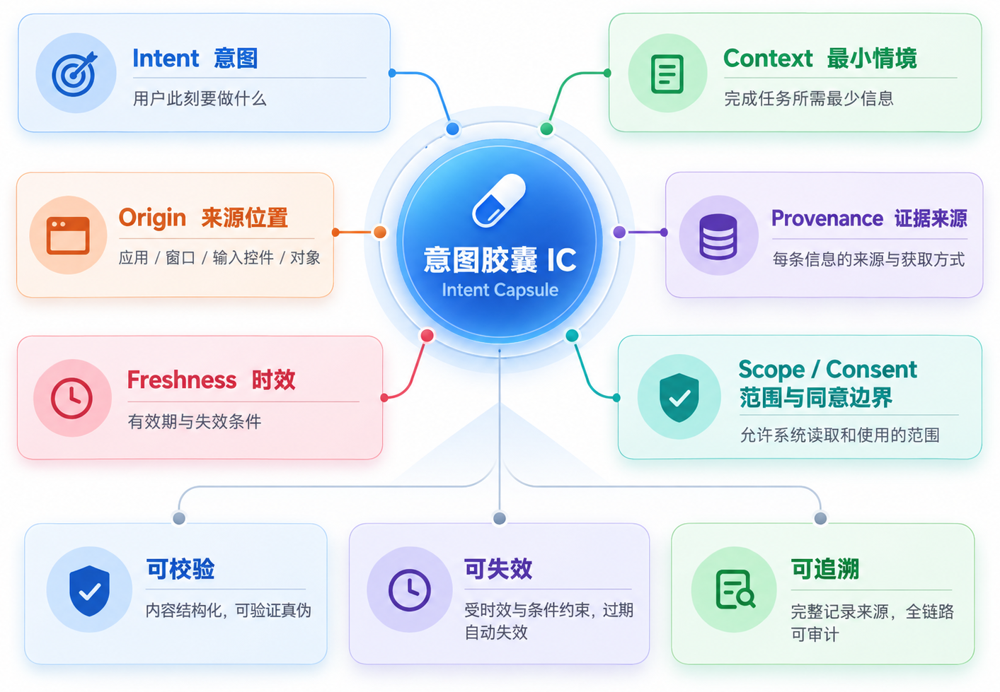 Intent 意图
用户此刻要做什么
Context 最小情境
完成任务所需最少信息
Origin 来源位置
应用 / 窗口 / 输入控件 / 对象
意图胶囊 IC
Intent Capsule
Provenance 证据来源
每条信息的来源与获取方式
Freshness 时效
有效期与失效条件
Scope / Consent
范围与同意边界
允许系统读取和使用的范围
可校验
内容结构化，可验证真伪
可失效
受时效与条件约束，过期
自动失效
可追溯
完整记录来源，全链路
可审计